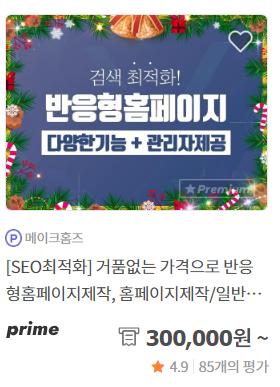 검색 최적화!
반응형홈페이지
다양한기능 + 관리자제공
★Premium
P 메이크홈즈
[SEO최적화] 거품없는 가격으로 반응
형홈페이지제작, 홈페이지제작/일반…
prime
300,000원 ~
★ 4.9 | 85개의 평가